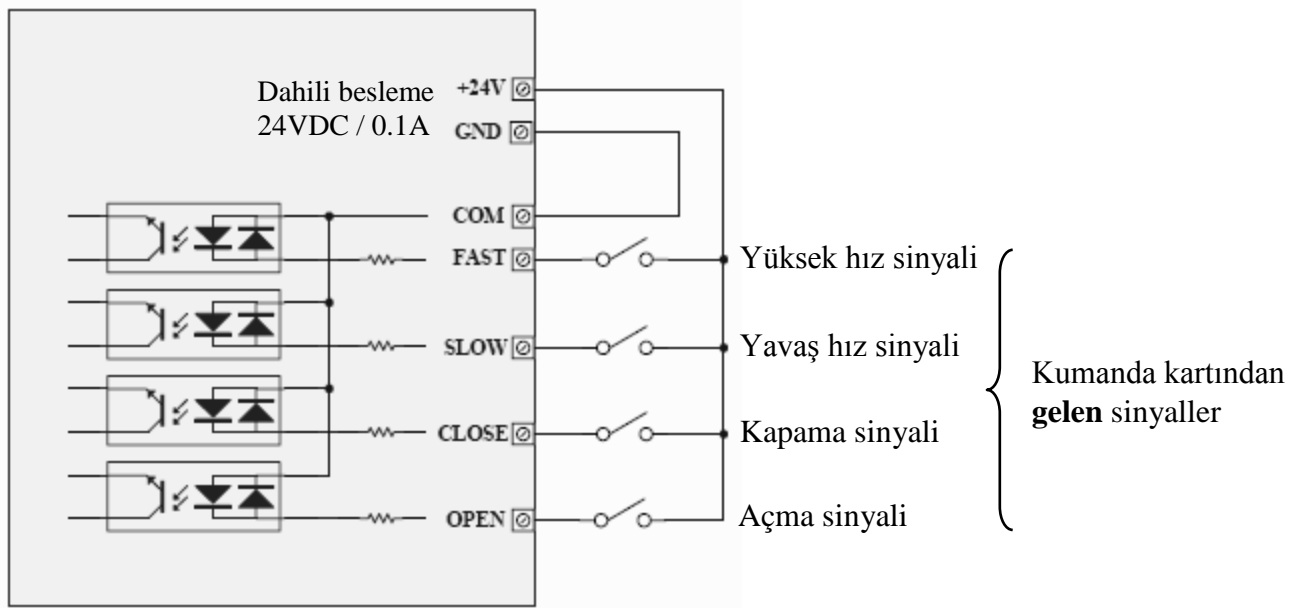 Dahili besleme
24VDC / 0.1A
+24V
GND
COM
FAST
SLOW
CLOSE
OPEN
Yüksek hız sinyali
Yavaş hız sinyali
Kapama sinyali
Açma sinyali
Kumanda kartından
gelen sinyaller